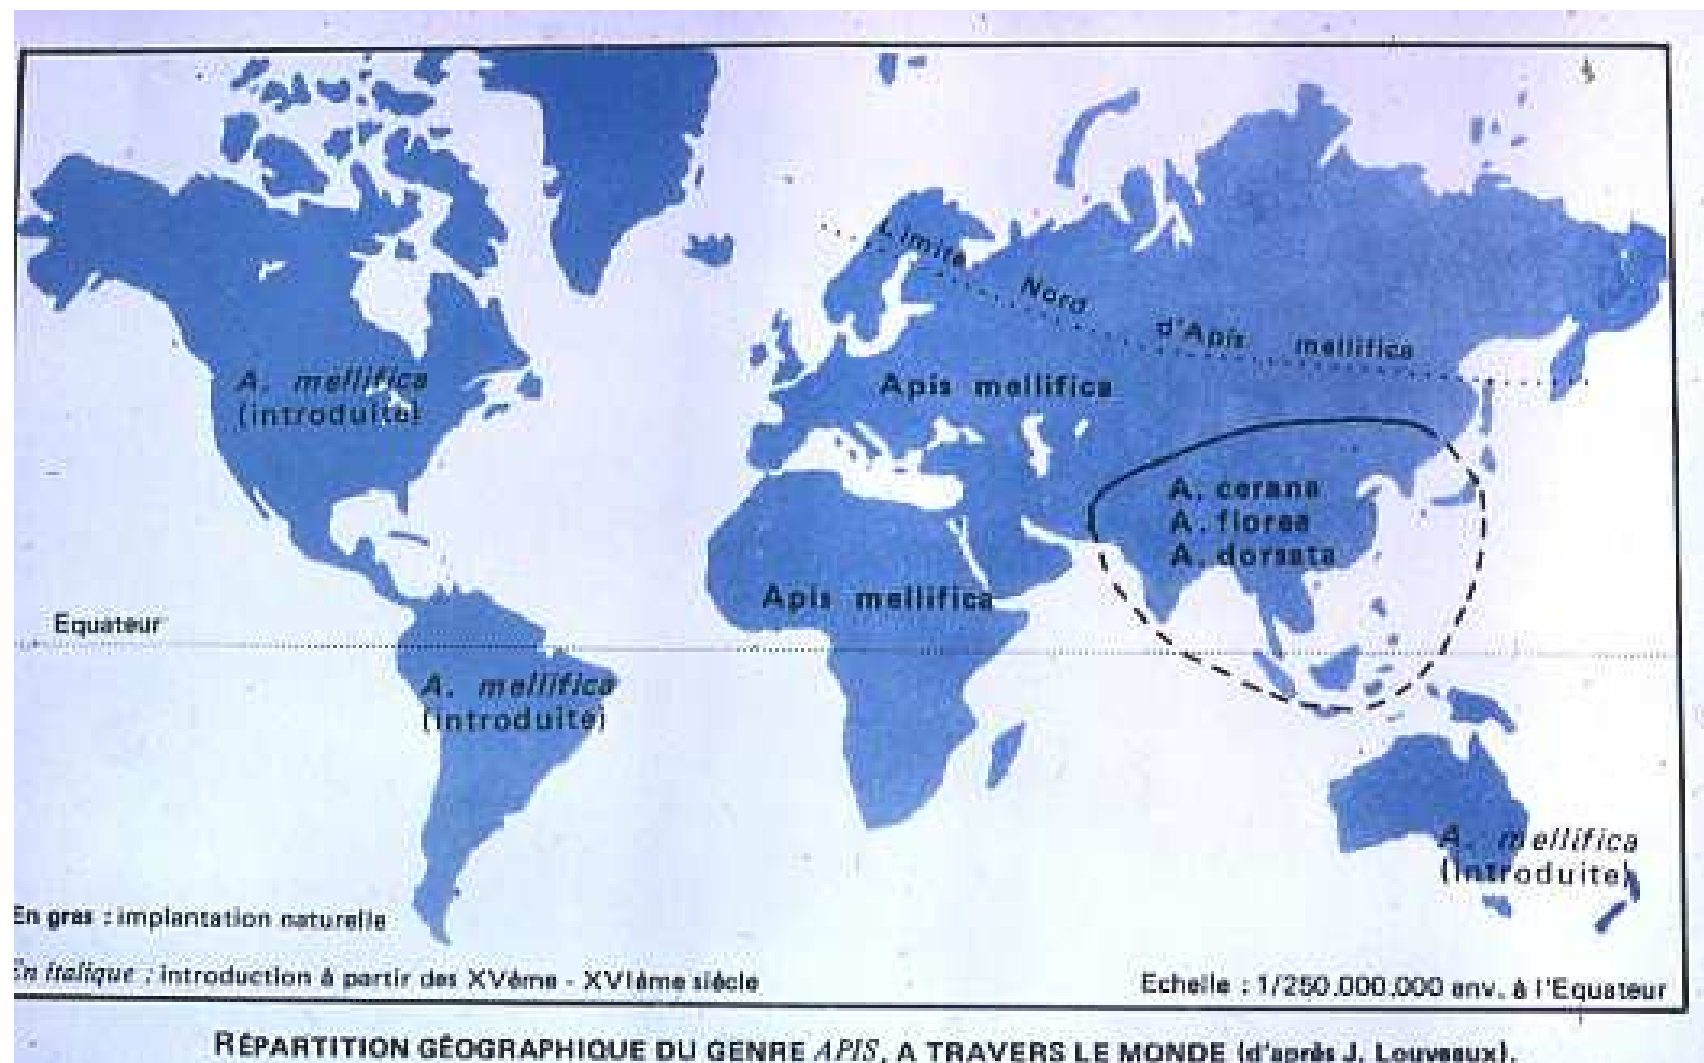 Limite Nord d'Apis mellifica
A. mellifica
(introduite)
Apis mellifica
A. cerana
A. florea
A. dorsata
Apis mellifica
Equateur
A. mellifica
(introduite)
A. mellifica
(introduite)
En gras : implantation naturelle
En italique : introduction à partir des XVème - XVIème siècle
Echelle : 1/250.000.000 env. à l'Equateur
RÉPARTITION GÉOGRAPHIQUE DU GENRE APIS, A TRAVERS LE MONDE (d'après J. Louveaux).